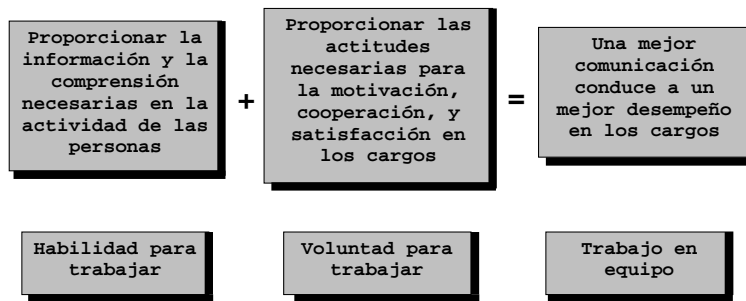 Proporcionar la
información y la
comprensión
necesarias en la
actividad de las
personas
+
Proporcionar las
actitudes
necesarias para
la motivación,
cooperación, y
satisfacción en
los cargos
=
Una mejor
comunicación
conduce a un
mejor desempeño
en los cargos
Habilidad para
trabajar
Voluntad para
trabajar
Trabajo en
equipo